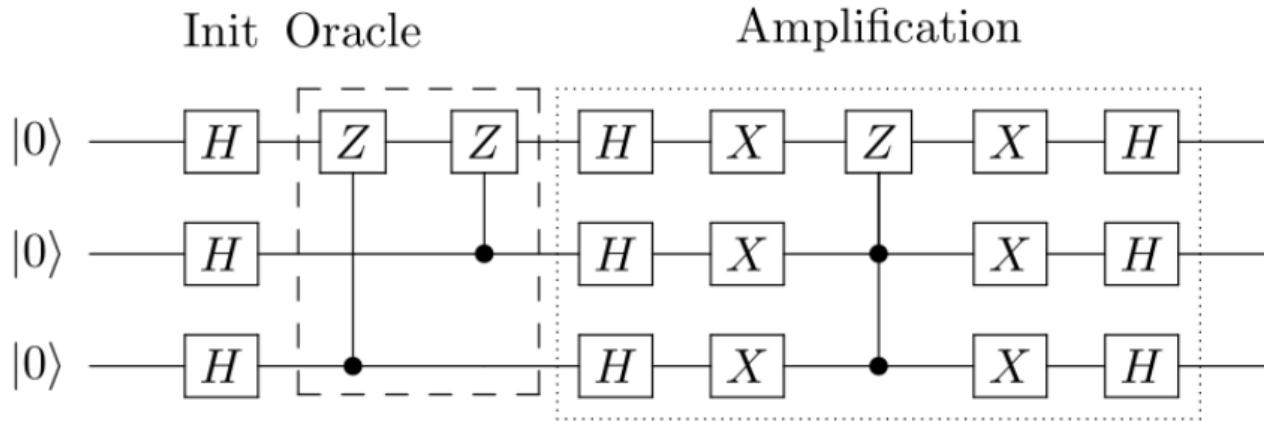 Init Oracle Amplification
|0⟩ H Z Z H X Z X H
|0⟩ H H X X H
|0⟩ H H X X H